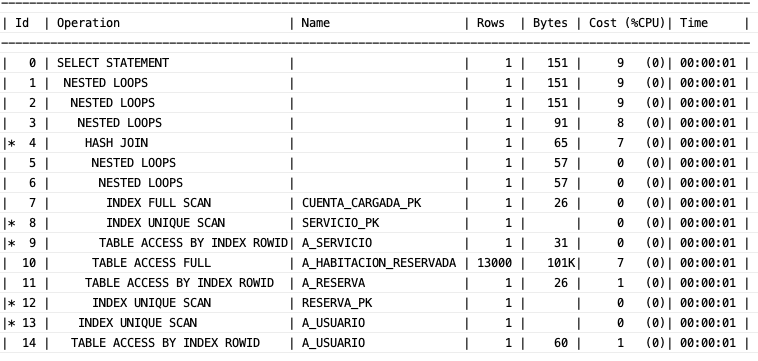 ---------------------------------------------------------------------------------------------------------
| Id  | Operation                         | Name                   | Rows  | Bytes | Cost (%CPU)| Time     |
---------------------------------------------------------------------------------------------------------
|   0 | SELECT STATEMENT                  |                        |     1 |   151 |     9   (0)| 00:00:01 |
|   1 |  NESTED LOOPS                     |                        |     1 |   151 |     9   (0)| 00:00:01 |
|   2 |   NESTED LOOPS                    |                        |     1 |   151 |     9   (0)| 00:00:01 |
|   3 |    NESTED LOOPS                   |                        |     1 |    91 |     8   (0)| 00:00:01 |
|*  4 |     HASH JOIN                     |                        |     1 |    65 |     7   (0)| 00:00:01 |
|   5 |      NESTED LOOPS                 |                        |     1 |    57 |     0   (0)| 00:00:01 |
|   6 |       NESTED LOOPS                |                        |     1 |    57 |     0   (0)| 00:00:01 |
|   7 |        INDEX FULL SCAN            | CUENTA_CARGADA_PK      |     1 |    26 |     0   (0)| 00:00:01 |
|*  8 |        INDEX UNIQUE SCAN          | SERVICIO_PK            |     1 |       |     0   (0)| 00:00:01 |
|*  9 |       TABLE ACCESS BY INDEX ROWID| A_SERVICIO             |     1 |    31 |     0   (0)| 00:00:01 |
|  10 |      TABLE ACCESS FULL            | A_HABITACION_RESERVADA | 13000 |   101K|     7   (0)| 00:00:01 |
|  11 |     TABLE ACCESS BY INDEX ROWID   | A_RESERVA              |     1 |    26 |     1   (0)| 00:00:01 |
|* 12 |      INDEX UNIQUE SCAN            | RESERVA_PK             |     1 |       |     0   (0)| 00:00:01 |
|* 13 |    INDEX UNIQUE SCAN              | A_USUARIO              |     1 |       |     0   (0)| 00:00:01 |
|  14 |   TABLE ACCESS BY INDEX ROWID     | A_USUARIO              |     1 |    60 |     1   (0)| 00:00:01 |